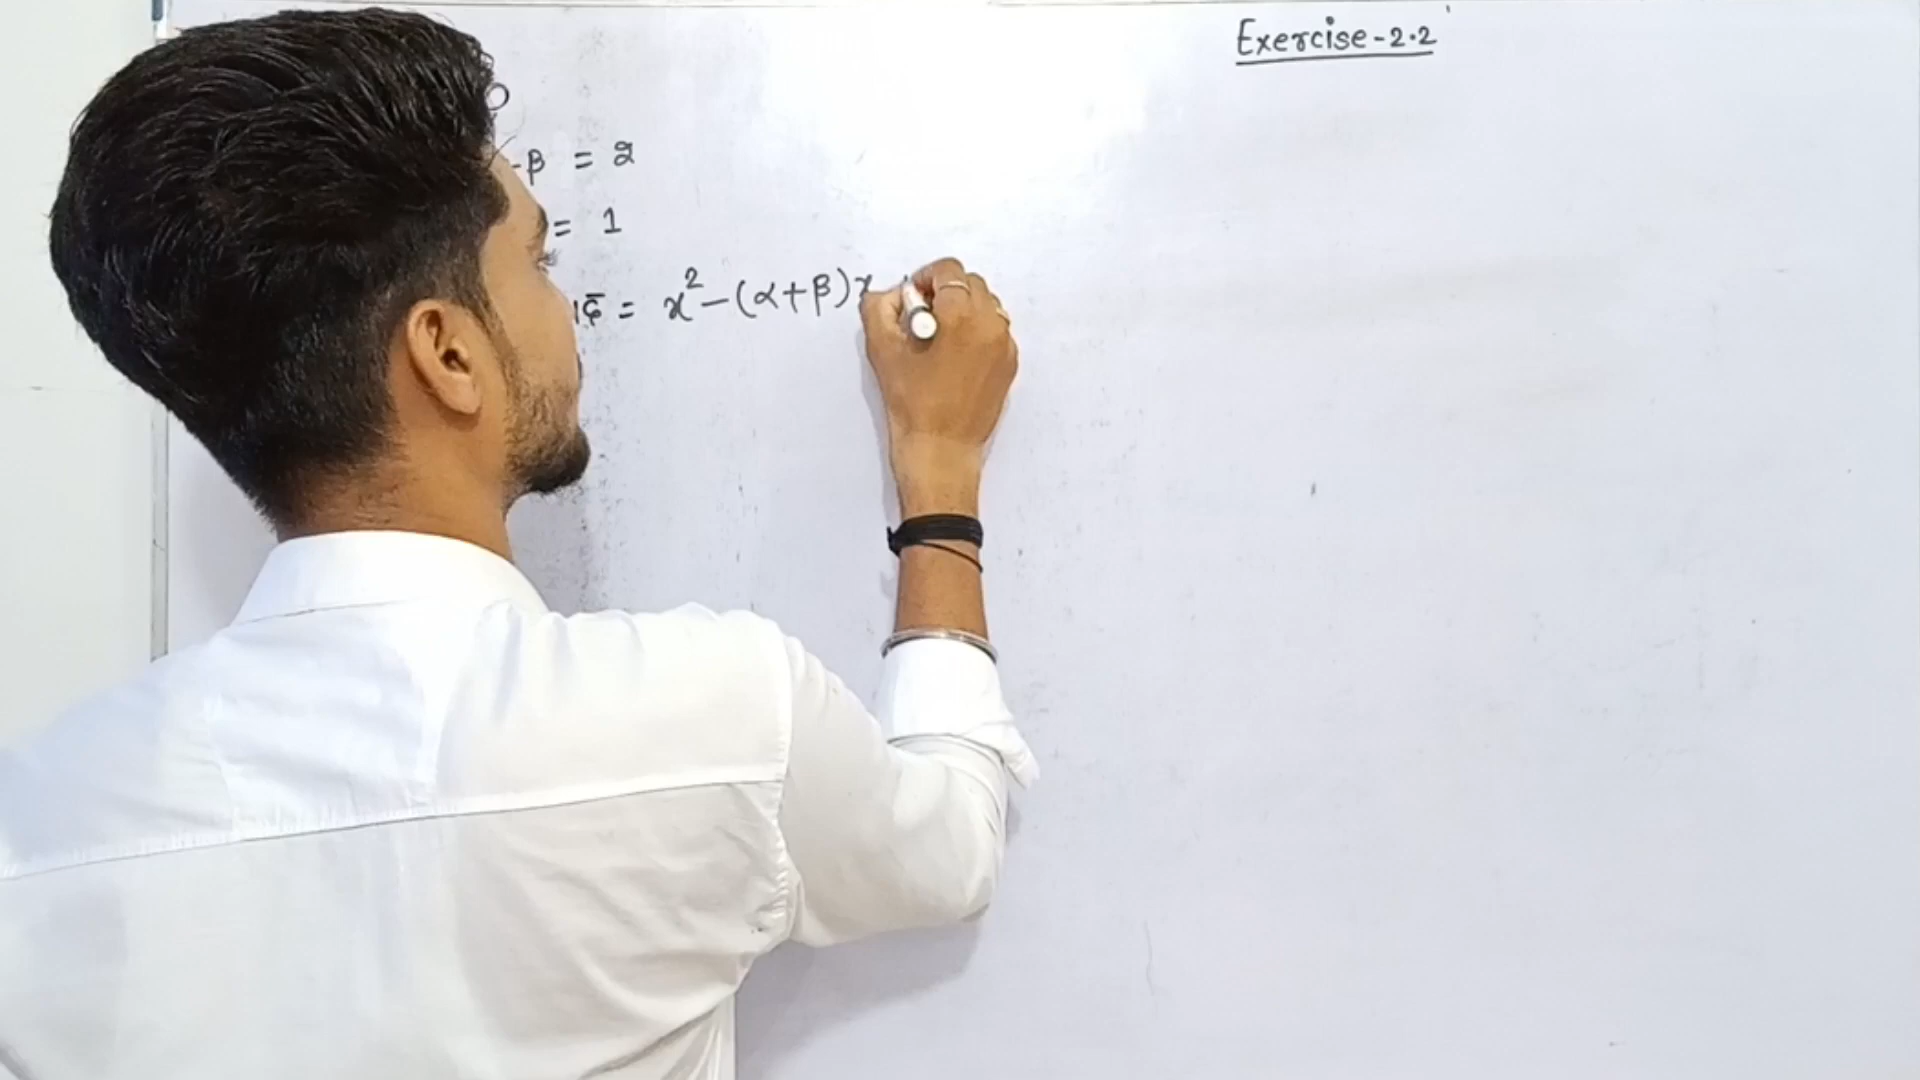 Exercise-2.2
-β = 2
= 1
= x² - (α + β)x